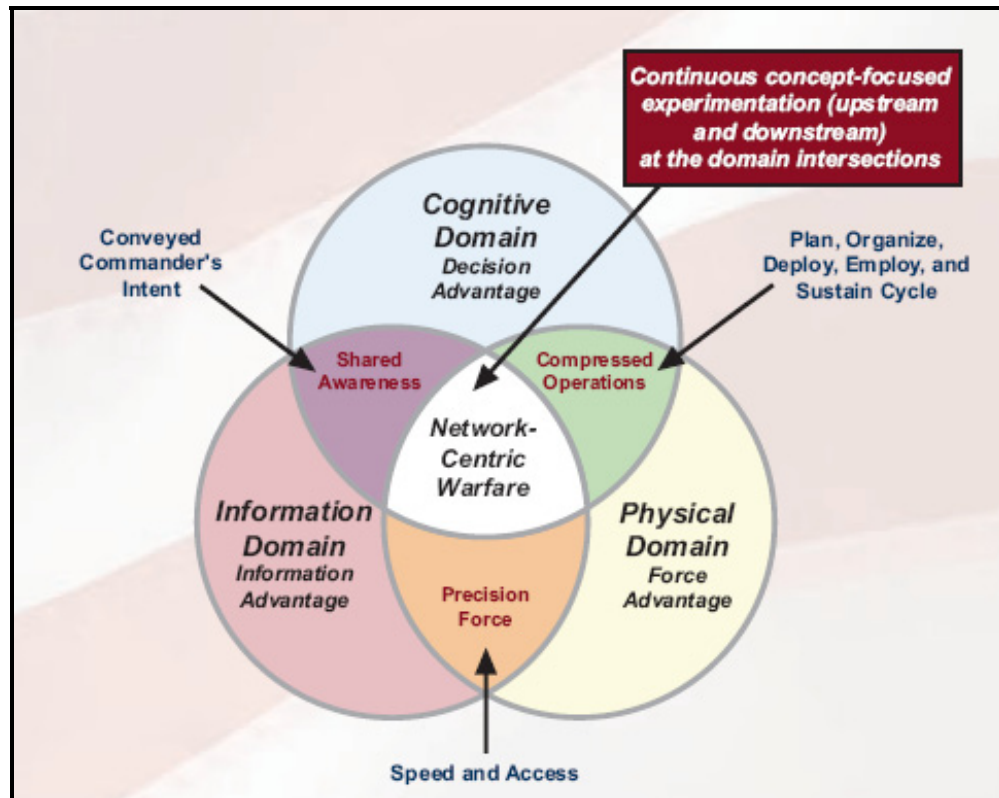 Continuous concept-focused
experimentation (upstream
and downstream)
at the domain intersections
Cognitive
Domain
Decision
Advantage
Conveyed
Commander's
Intent
Plan, Organize,
Deploy, Employ, and
Sustain Cycle
Shared
Awareness
Compressed
Operations
Network-
Centric
Warfare
Information
Domain
Information
Advantage
Physical
Domain
Force
Advantage
Precision
Force
Speed and Access